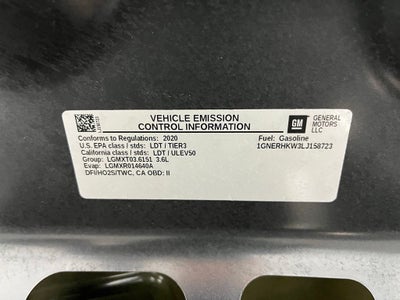 VEHICLE EMISSION
CONTROL INFORMATION
GM
GENERAL
MOTORS
LLC
Conforms to Regulations: 2020
Fuel: Gasoline
U.S. EPA class / stds: LDT / TIER3
1GNERHKW3LJ158723
California class / stds: LDT / ULEV50
Group: LGMXT03.6151 3.6L
Evap: LGMXR014640A
DFI/HO2S/TWC, CA OBD: II